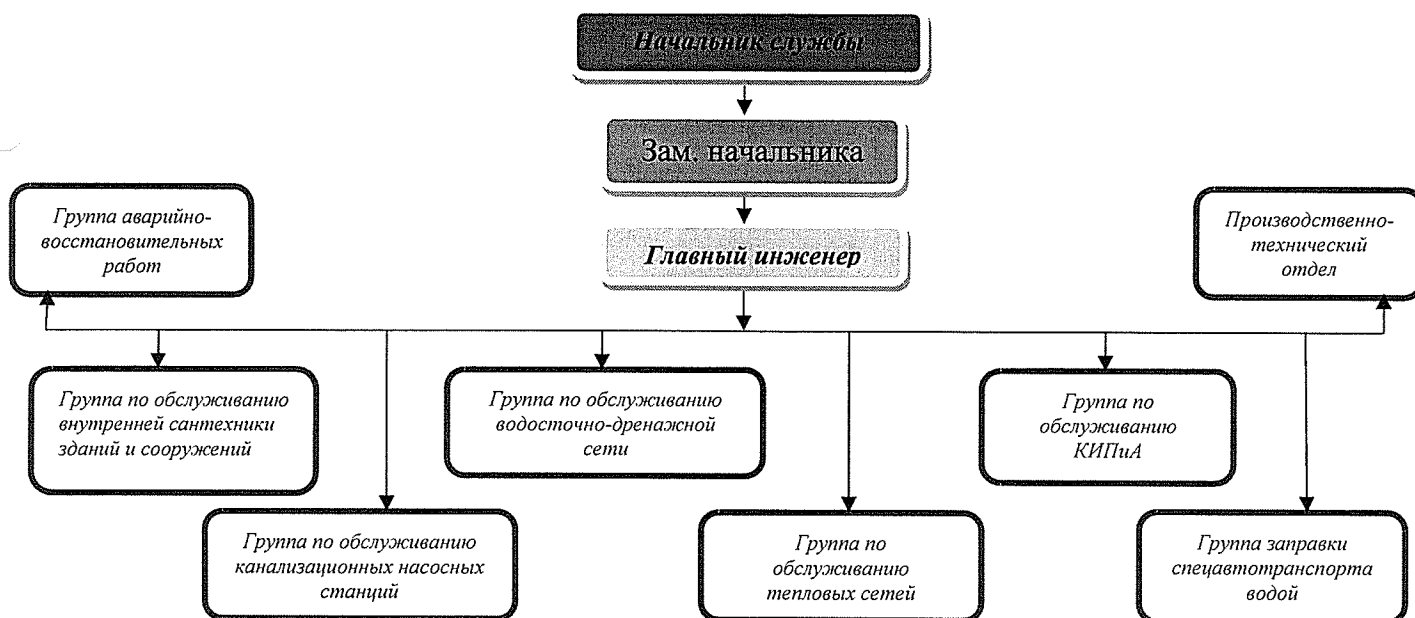 Начальник службы
Зам. начальника
Главный инженер
Группа аварийно-
восстановительных
работ
Производственно-
технический
отдел
Группа по обслуживанию
внутренней сантехники
зданий и сооружений
Группа по обслуживанию
водосточно-дренажной
сети
Группа по
обслуживанию
КИПиА
Группа по обслуживанию
канализационных насосных
станций
Группа по
обслуживанию
тепловых сетей
Группа заправки
спецавтотранспорта
водой